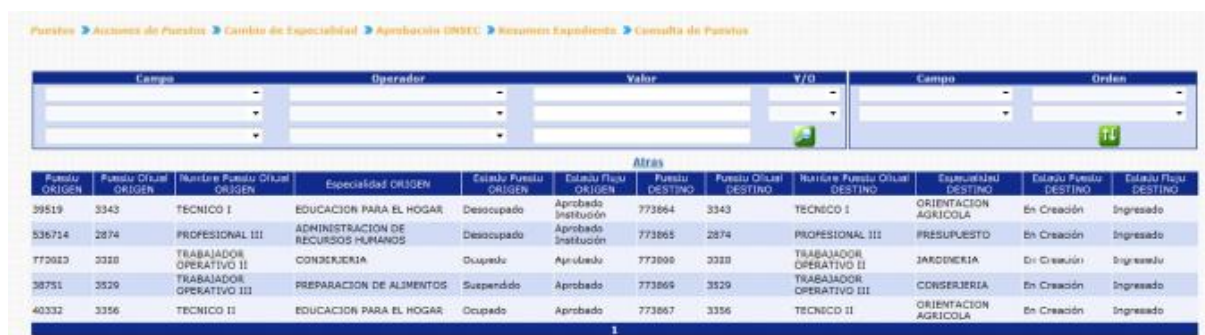 Puestos > Acciones de Puestos > Cambio de Especialidad > Aprobación ONSEC > Resumen Expediente > Consulta de Puestos
Campo Operador Valor Y/O Campo Orden
Atras
Puesto ORIGEN Puesto Oficial ORIGEN Nombre Puesto Oficial ORIGEN Especialidad ORIGEN Estado Puesto ORIGEN Estado Flujo ORIGEN Puesto DESTINO Puesto Oficial DESTINO Nombre Puesto Oficial DESTINO Especialidad DESTINO Estado Puesto DESTINO Estado Flujo DESTINO
39519 3343 TECNICO I EDUCACION PARA EL HOGAR Desocupado Aprobado Institución 773864 3343 TECNICO I ORIENTACION AGRICOLA En Creación Ingresado
536714 2874 PROFESIONAL III ADMINISTRACION DE RECURSOS HUMANOS Desocupado Aprobado Institución 773865 2874 PROFESIONAL III PRESUPUESTO En Creación Ingresado
TRABAJADOR OPERATIVO II CONSERJERIA Ocupado Aprobado TRABAJADOR OPERATIVO II JARDINERIA En Creación Ingresado
38751 3529 TRABAJADOR OPERATIVO III PREPARACION DE ALIMENTOS Suspendido Aprobado 773869 3529 TRABAJADOR OPERATIVO III CONSERJERIA En Creación Ingresado
40332 3356 TECNICO II EDUCACION PARA EL HOGAR Ocupado Aprobado 773867 3356 TECNICO II ORIENTACION AGRICOLA En Creación Ingresado
1